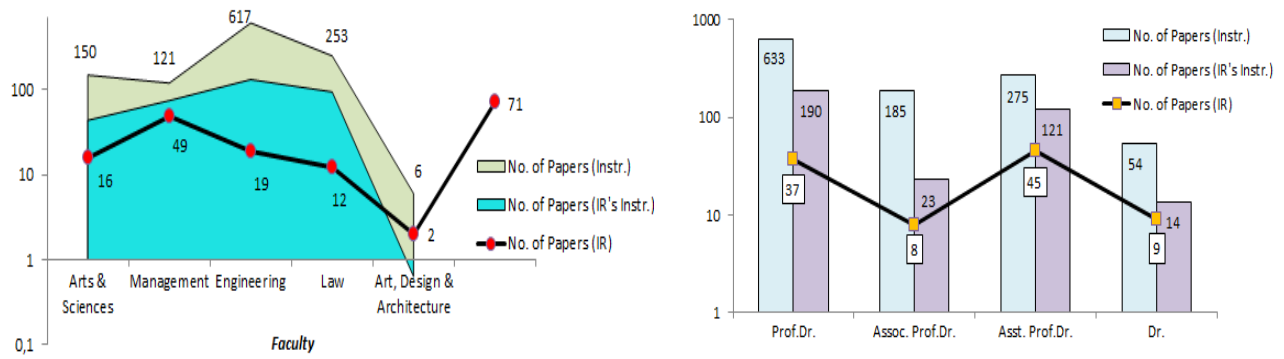 150
121
617
253
100
71
10
16
49
19
12
6
2
1
0,1
No. of Papers (Instr.)
No. of Papers (IR's Instr.)
No. of Papers (IR)
Arts &
Sciences
Management
Engineering
Law
Art, Design &
Architecture
Faculty
1000
100
10
1
633
190
37
185
23
8
275
121
45
54
14
9
No. of Papers (Instr.)
No. of Papers (IR's Instr.)
No. of Papers (IR)
Prof.Dr.
Assoc. Prof.Dr.
Asst. Prof.Dr.
Dr.